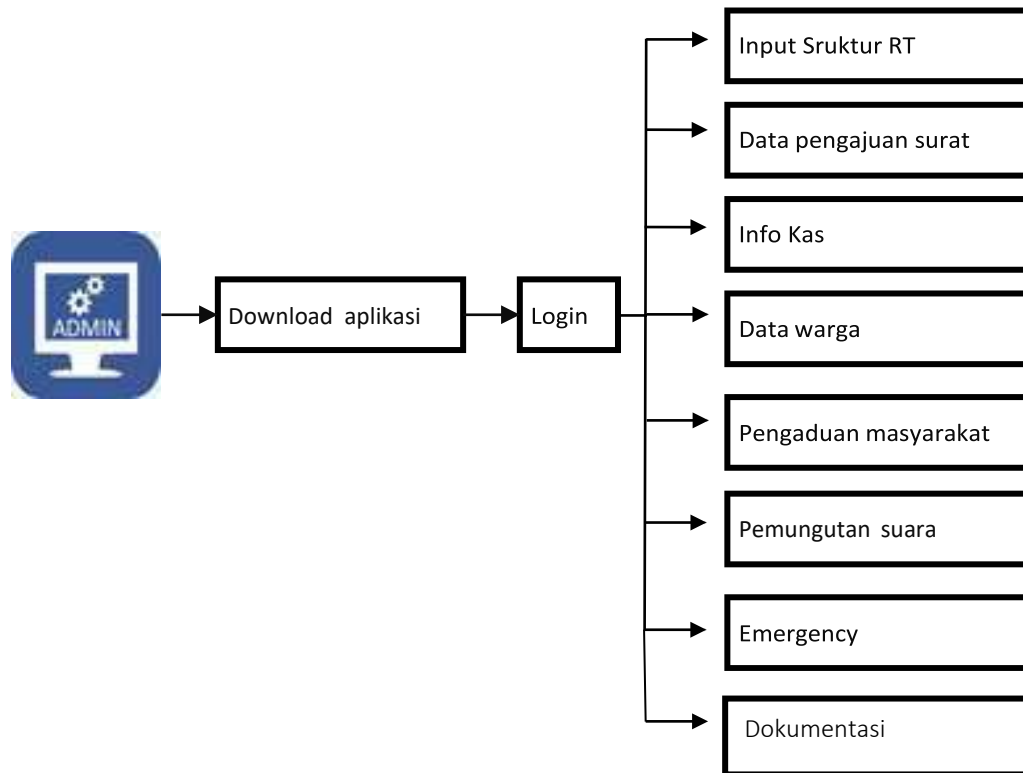 Input Sruktur RT
Data pengajuan surat
Info Kas
ADMIN
Download aplikasi
Login
Data warga
Pengaduan masyarakat
Pemungutan suara
Emergency
Dokumentasi